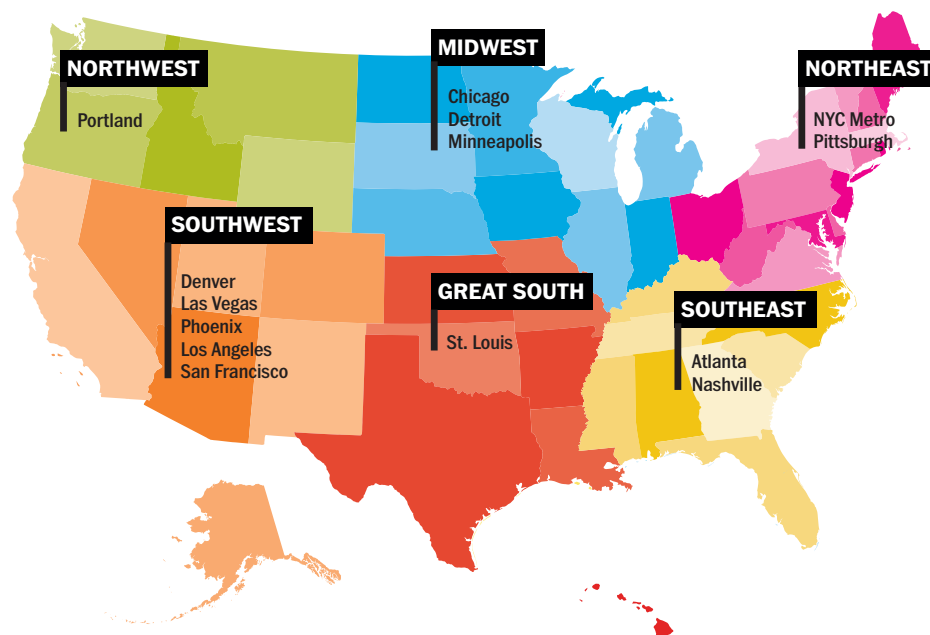 NORTHWEST
Portland
MIDWEST
Chicago
Detroit
Minneapolis
NORTHEAST
NYC Metro
Pittsburgh
SOUTHWEST
Denver
Las Vegas
Phoenix
Los Angeles
San Francisco
GREAT SOUTH
St. Louis
SOUTHEAST
Atlanta
Nashville